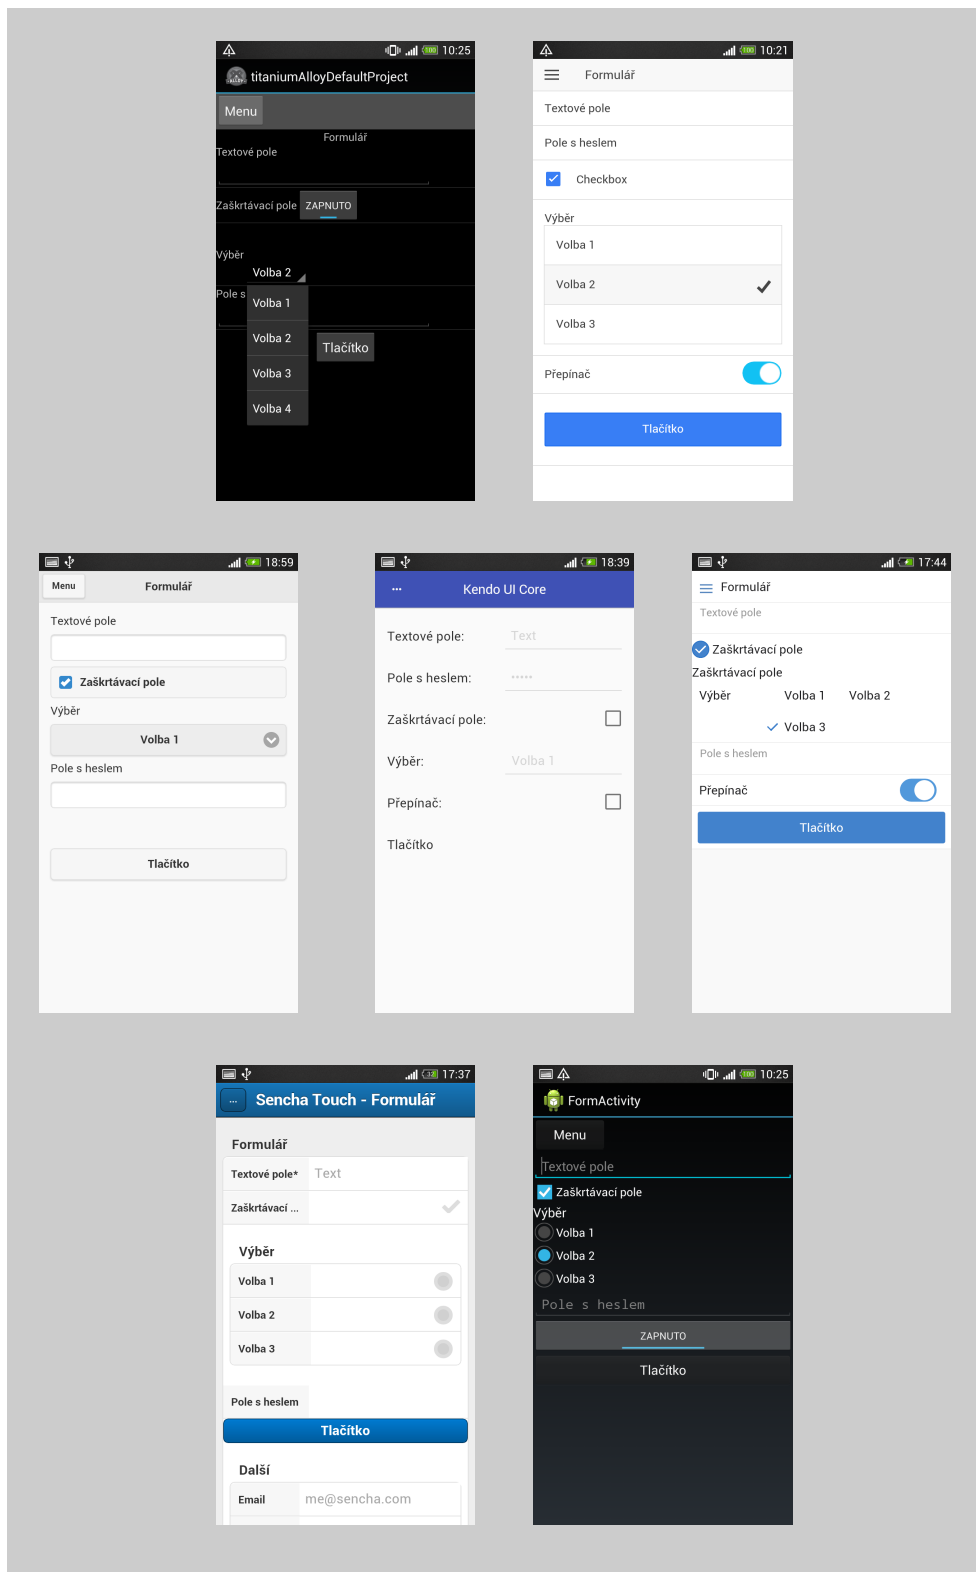 10:25
titaniumAlloyDefaultProject
Menu
Formulář
Textové pole
Zaškrtávací pole ZAPNUTO
Výběr
Volba 2
Pole s
Volba 1
Volba 2
Tlačítko
Volba 3
Volba 4
10:21
Formulář
Textové pole
Pole s heslem
Checkbox
Výběr
Volba 1
Volba 2
Volba 3
Přepínač
Tlačítko
18:59
Menu Formulář
Textové pole
Zaškrtávací pole
Výběr
Volba 1
Pole s heslem
Tlačítko
18:39
... Kendo UI Core
Textové pole: Text
Pole s heslem: •••••
Zaškrtávací pole:
Výběr: Volba 1
Přepínač:
Tlačítko
17:44
Formulář
Textové pole
Zaškrtávací pole
Zaškrtávací pole
Výběr Volba 1 Volba 2
Volba 3
Pole s heslem
Přepínač
Tlačítko
17:37
... Sencha Touch - Formulář
Formulář
Textové pole* Text
Zaškrtávací ...
Výběr
Volba 1
Volba 2
Volba 3
Pole s heslem
Tlačítko
Další
Email me@sencha.com
10:25
FormActivity
Menu
Textové pole
Zaškrtávací pole
Výběr
Volba 1
Volba 2
Volba 3
Pole s heslem
ZAPNUTO
Tlačítko